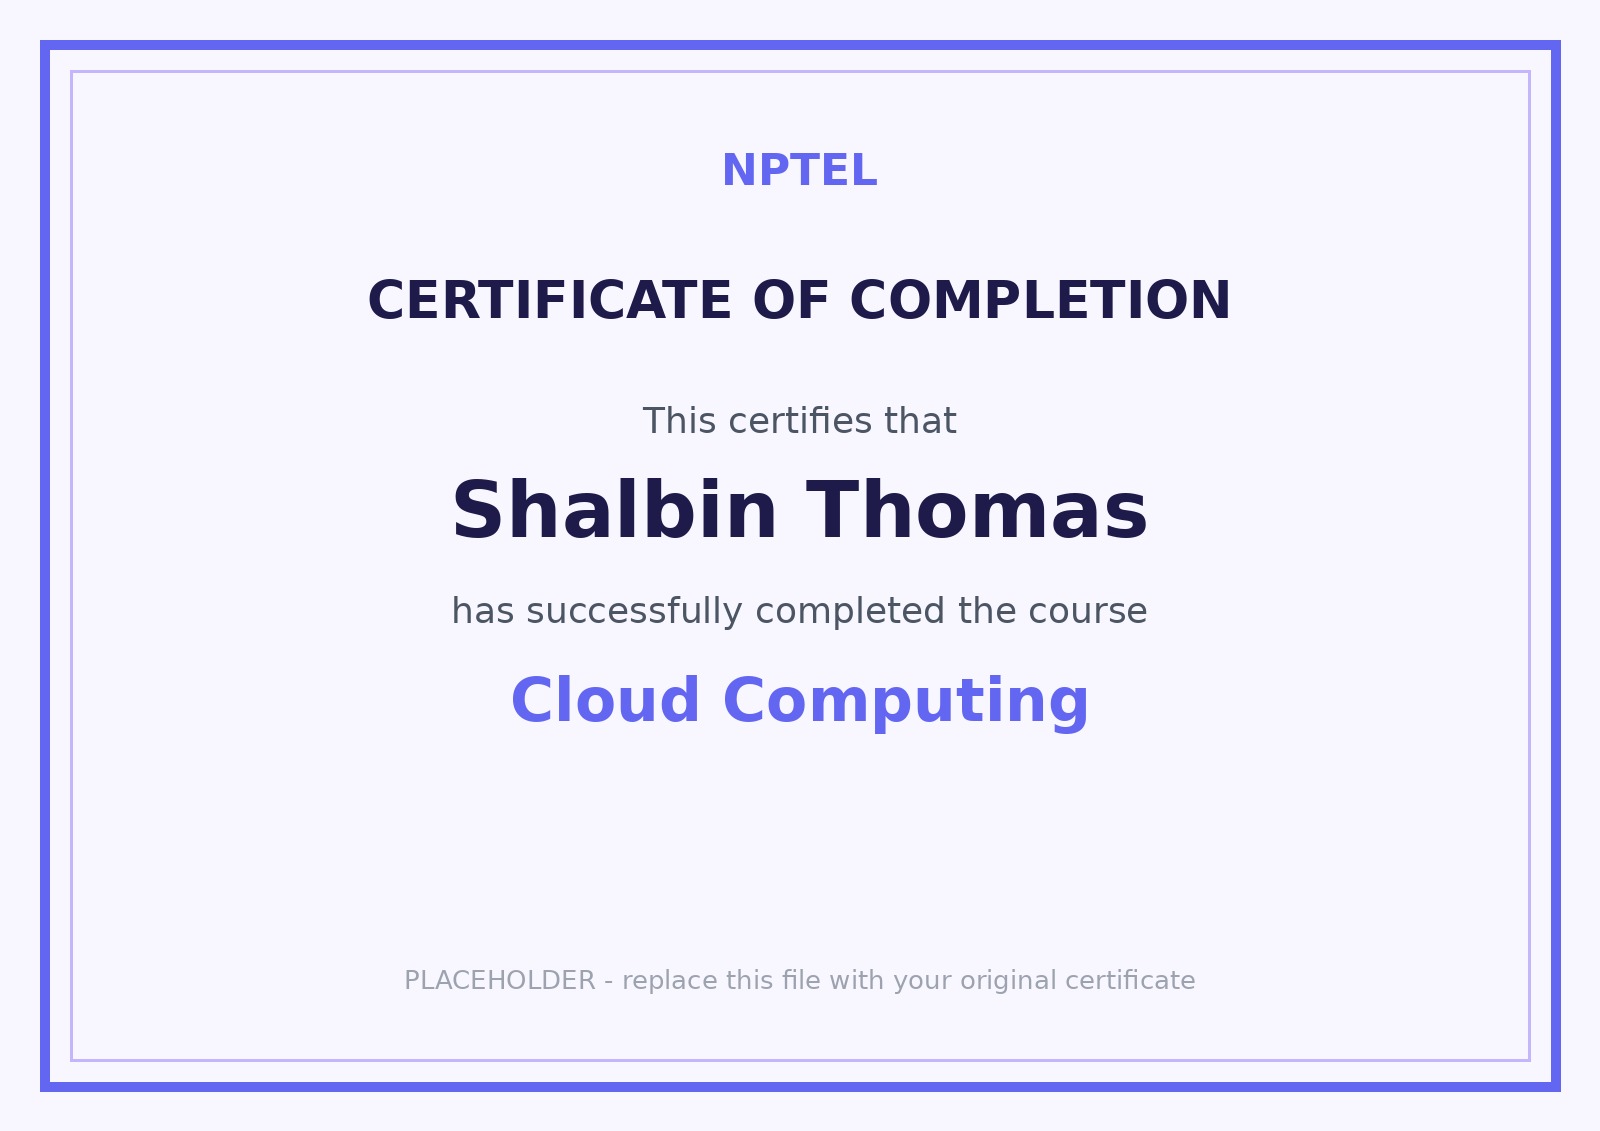 NPTEL
CERTIFICATE OF COMPLETION
This certifies that
Shalbin Thomas
has successfully completed the course
Cloud Computing
PLACEHOLDER - replace this file with your original certificate